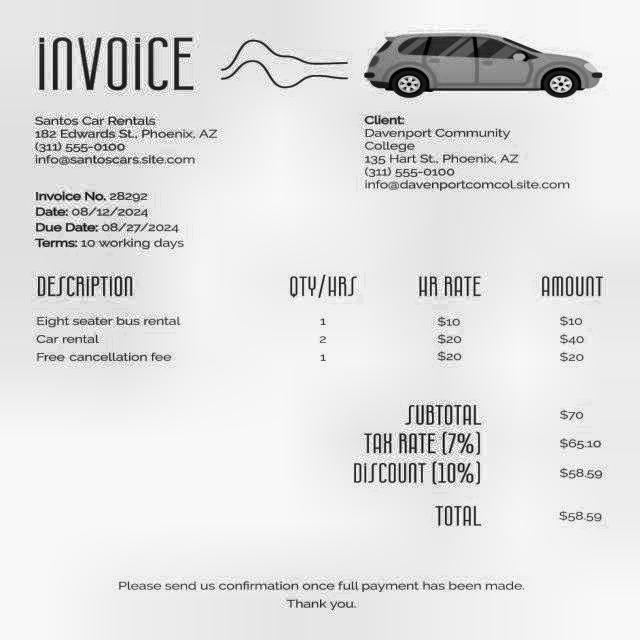 INVOICE
Santos Car Rentals
182 Edwards St., Phoenix, AZ
(311) 555-0100
info@santoscars.site.com
Client:
Davenport Community
College
135 Hart St., Phoenix, AZ
(311) 555-0100
info@davenportcomcol.site.com
Invoice No. 28292
Date: 08/12/2024
Due Date: 08/27/2024
Terms: 10 working days
DESCRIPTION QTY/HRS HR RATE AMOUNT
Eight seater bus rental 1 $10 $10
Car rental 2 $20 $40
Free cancellation fee 1 $20 $20
SUBTOTAL $70
TAX RATE (7%) $65.10
DISCOUNT (10%) $58.59
TOTAL $58.59
Please send us confirmation once full payment has been made.
Thank you.